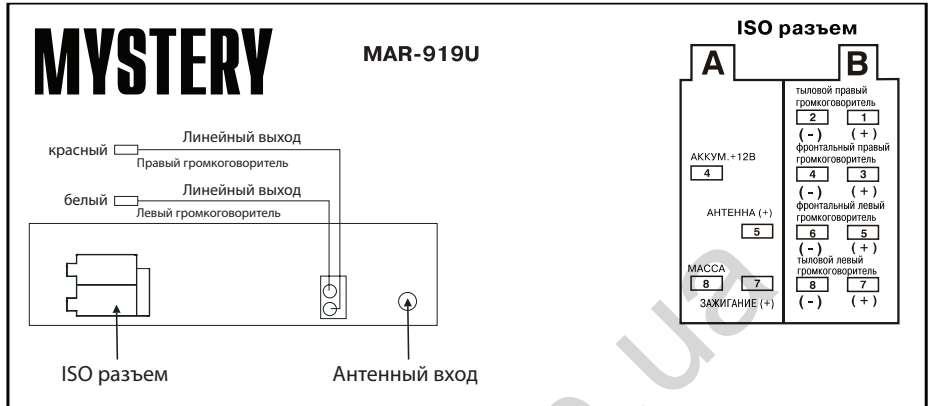 MYSTERY
MAR-919U
красный
Линейный выход
Правый громкоговоритель
белый
Линейный выход
Левый громкоговоритель
ISO разъем
Антенный вход
ISO разъем
A
B
АККУМ.+12В
4
АНТЕННА (+)
5
МАССА
8 7
ЗАЖИГАНИЕ (+)
тыловой правый
громкоговоритель
2 1
(-) (+)
фронтальный правый
громкоговоритель
4 3
(-) (+)
фронтальный левый
громкоговоритель
6 5
(-) (+)
тыловой левый
громкоговоритель
8 7
(-) (+)